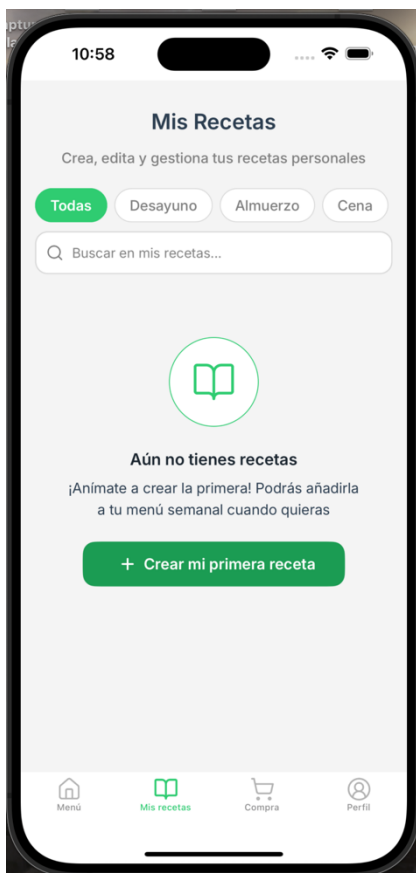 10:58
Mis Recetas
Crea, edita y gestiona tus recetas personales
Todas Desayuno Almuerzo Cena
Buscar en mis recetas...
Aún no tienes recetas
¡Anímate a crear la primera! Podrás añadirla
a tu menú semanal cuando quieras
+ Crear mi primera receta
Menú Mis recetas Compra Perfil